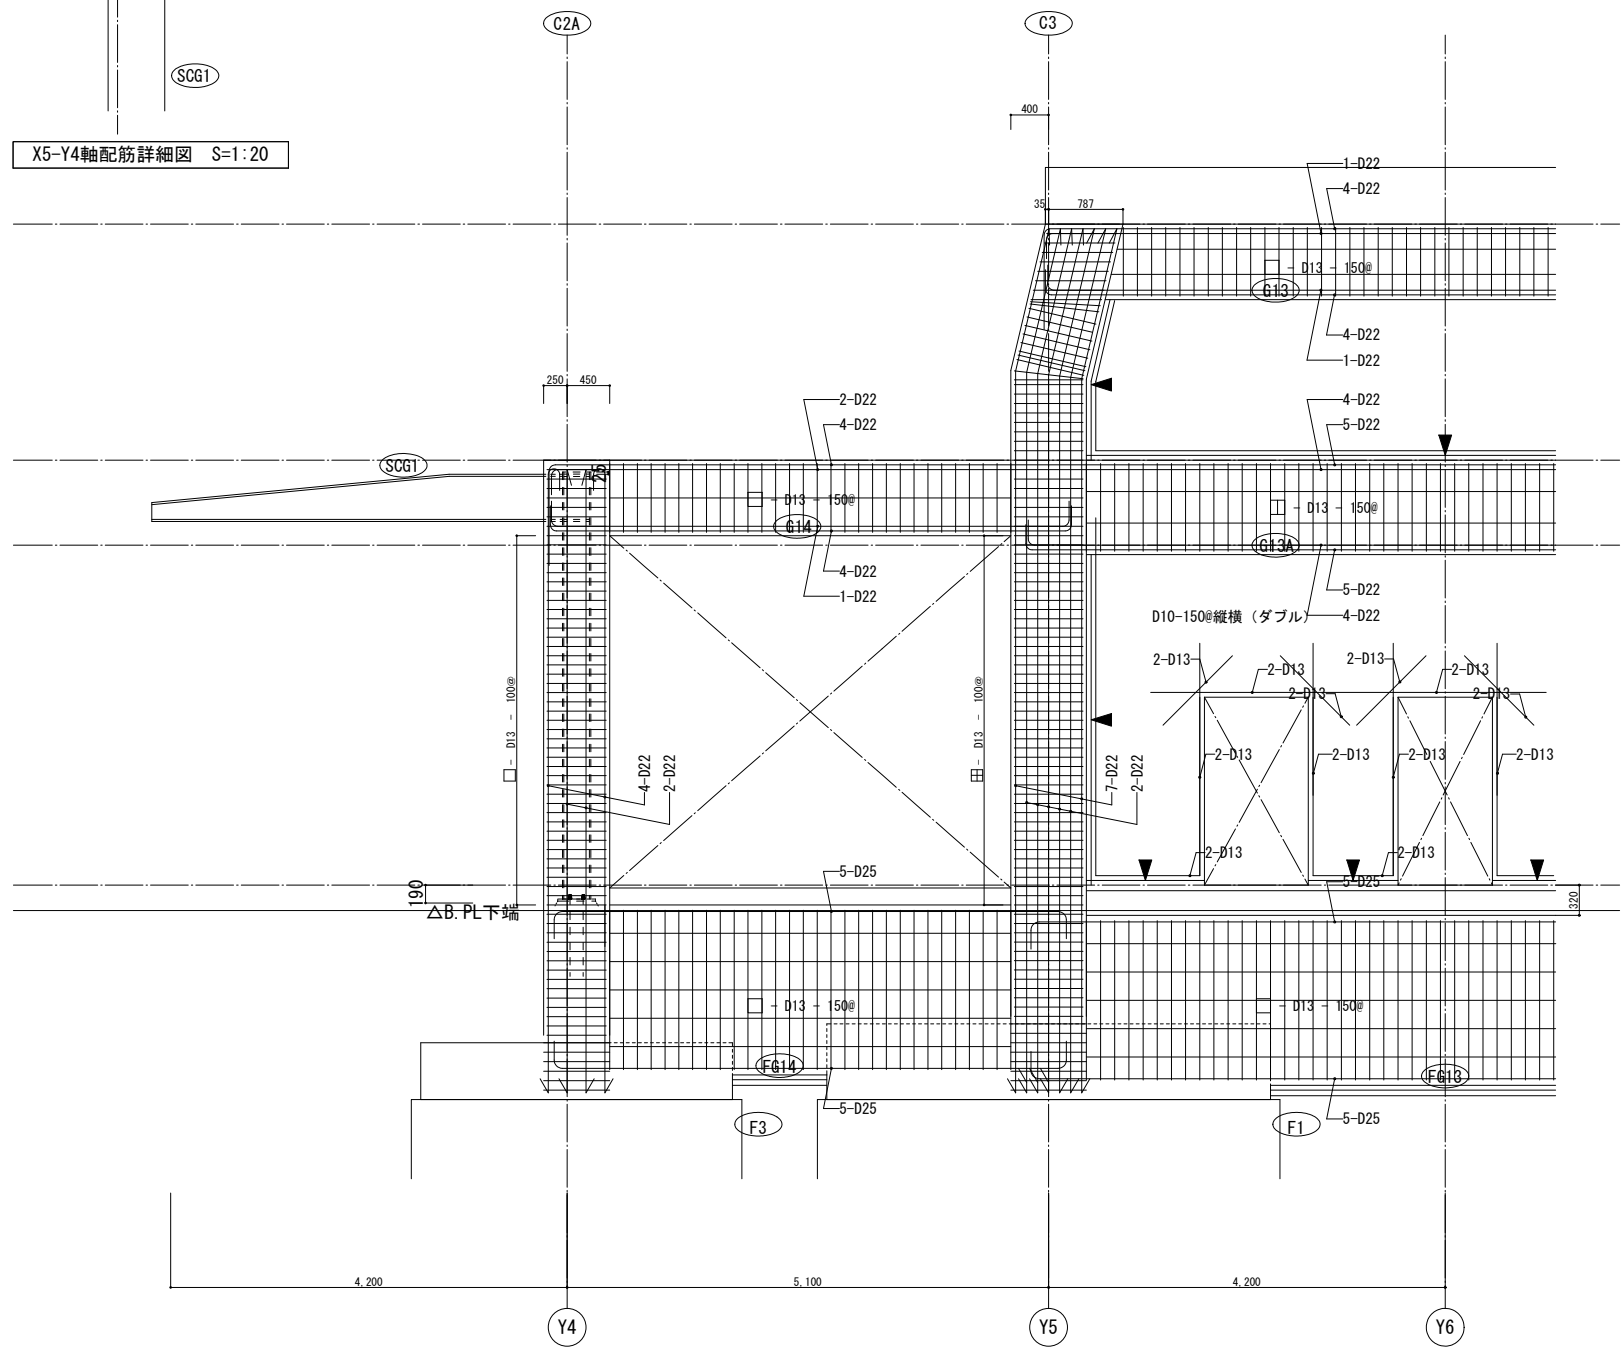 C2A
C3
SCG1
400
X5-Y4軸配筋詳細図 S=1:20
1-D22
4-D22
35
787
- D13 - 150@
G13
4-D22
1-D22
250
450
2-D22
4-D22
4-D22
5-D22
SCG1
25
- D13 - 150@
G14
- D13 - 150@
G13A
4-D22
1-D22
5-D22
4-D22
D10-150@縦横（ダブル）
2-D13
2-D13
2-D13
2-D13
2-D13
2-D13
- D13 - 100@
- D13 - 100@
4-D22
2-D22
7-D22
2-D22
2-D13
2-D13
2-D13
2-D13
2-D13
2-D13
5-D25
5-D25
190
△B.PL下端
320
- D13 - 150@
- D13 - 150@
FG14
FG13
5-D25
5-D25
F3
F1
4,200
5,100
4,200
Y4
Y5
Y6